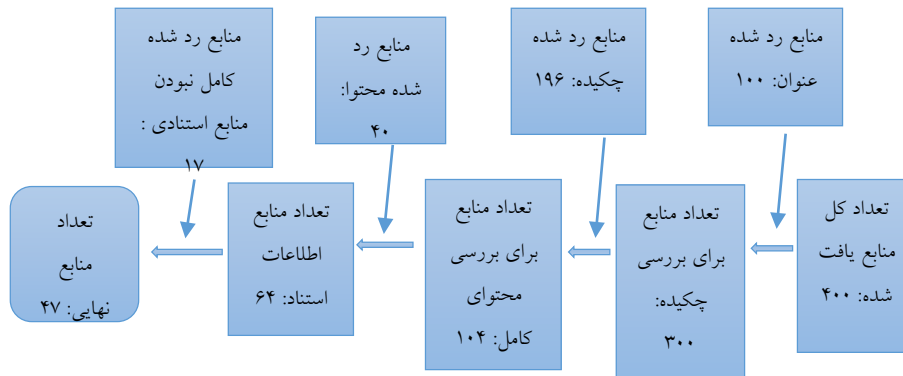 منابع رد شده
عنوان: ۱۰۰
منابع رد شده
چکیده: ۱۹۶
منابع رد
شده محتوا:
۴۰
منابع رد شده
کامل نبودن
منابع استنادی :
۱۷
تعداد کل
منابع یافت
شده: ۴۰۰
تعداد منابع
برای بررسی
چکیده:
۳۰۰
تعداد منابع
برای بررسی
محتوای
کامل: ۱۰۴
تعداد منابع
اطلاعات
استناد: ۶۴
تعداد
منابع
نهایی: ۴۷